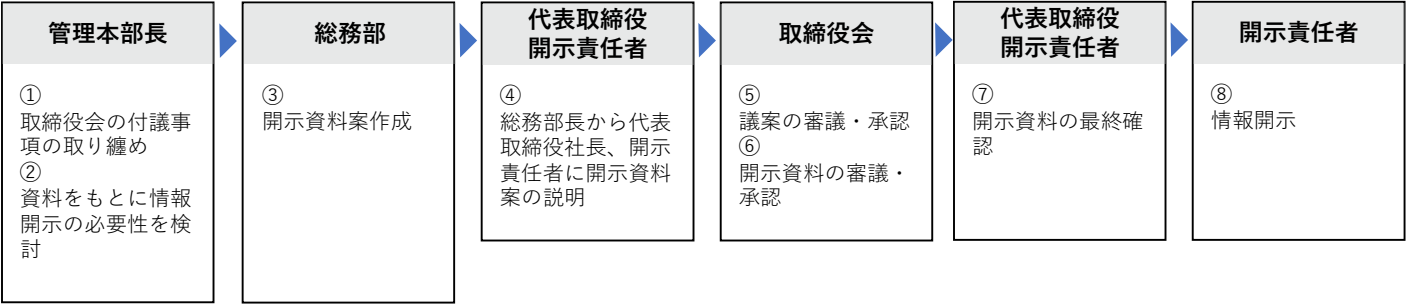 管理本部長
①
取締役会の付議事
項の取り纏め
②
資料をもとに情報
開示の必要性を検
討
総務部
③
開示資料案作成
代表取締役
開示責任者
④
総務部長から代表
取締役社長、開示
責任者に開示資料
案の説明
取締役会
⑤
議案の審議・承認
⑥
開示資料の審議・
承認
代表取締役
開示責任者
⑦
開示資料の最終確
認
開示責任者
⑧
情報開示